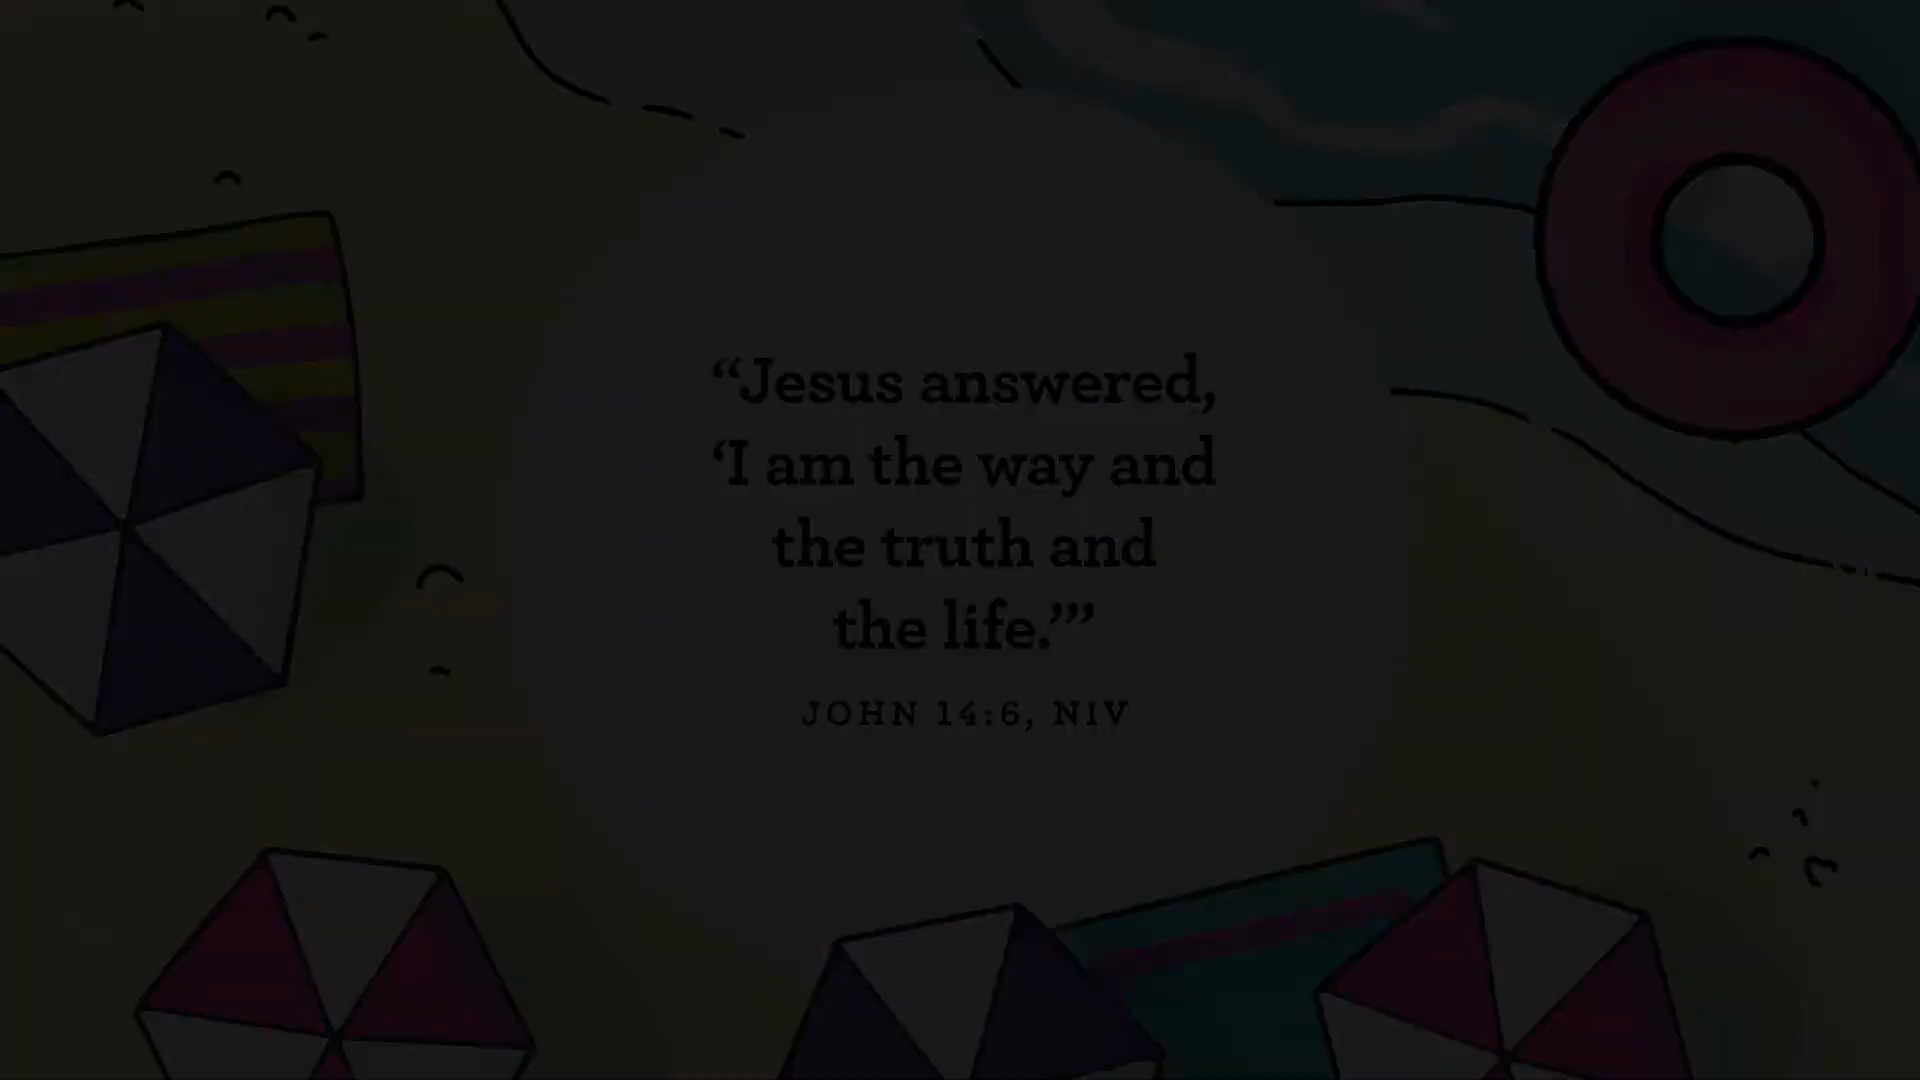 “Jesus answered,
‘I am the way and
the truth and
the life.’”
JOHN 14:6, NIV